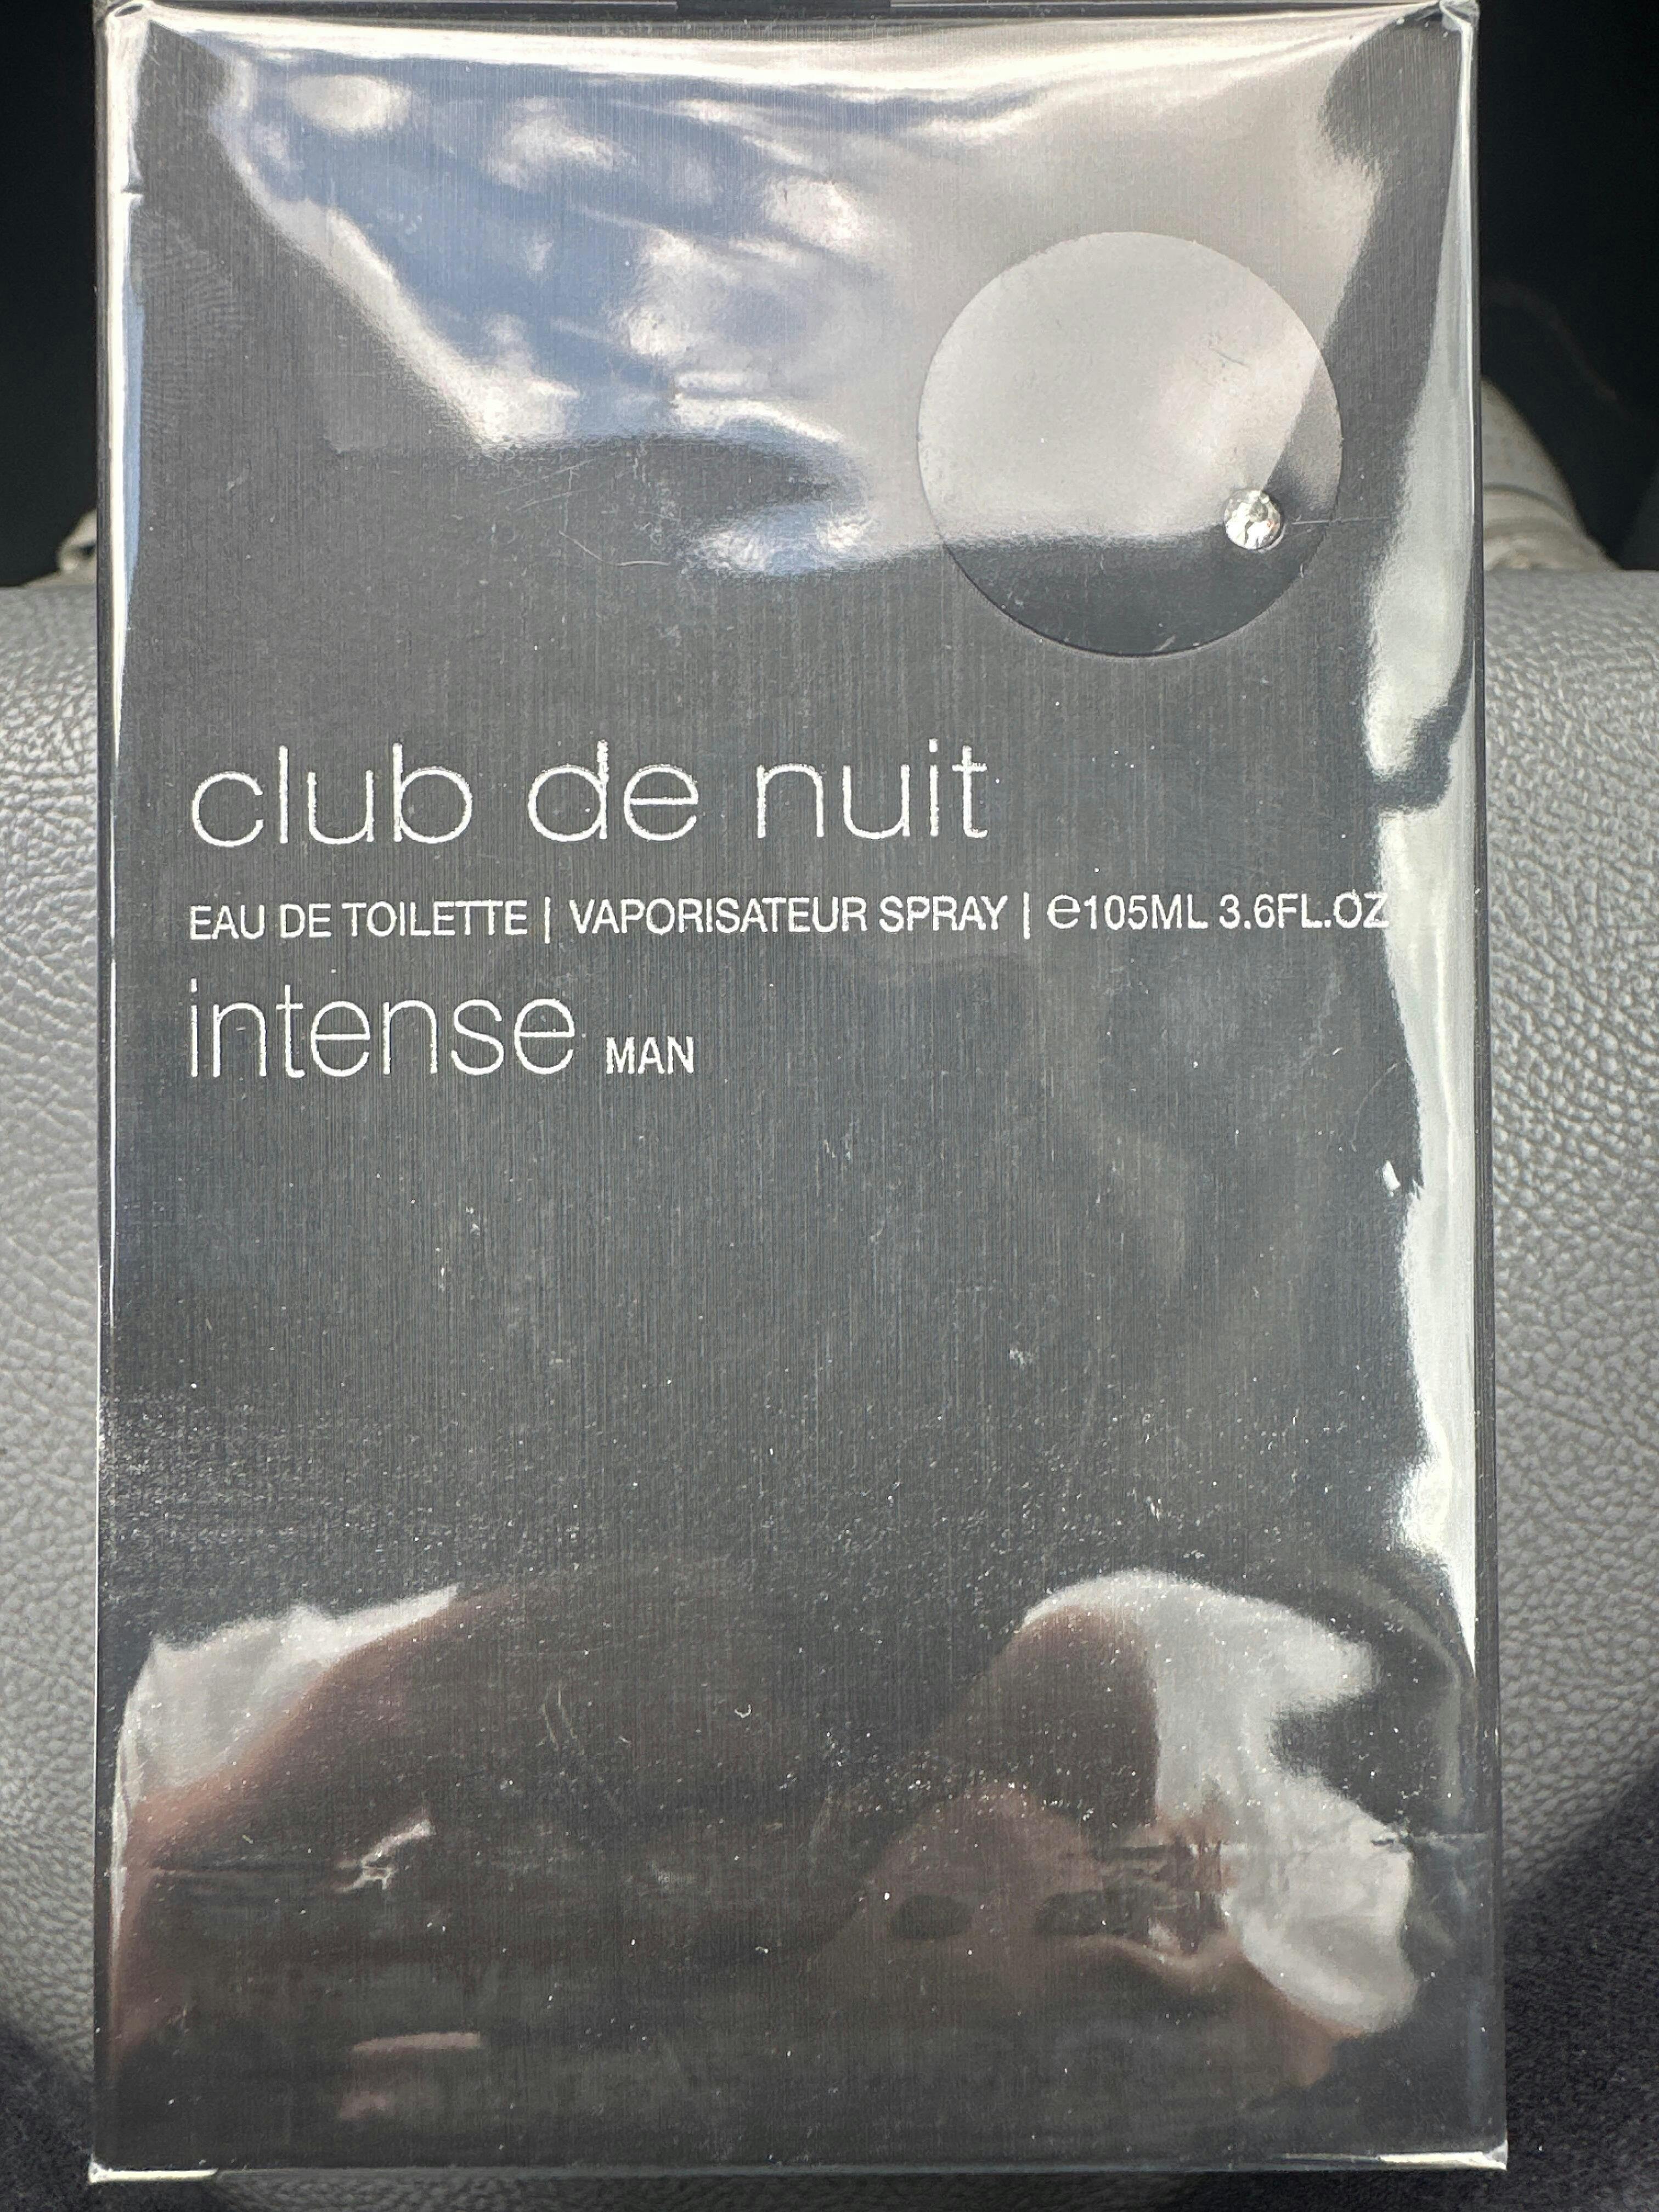 club de nuit
EAU DE TOILETTE | VAPORISATEUR SPRAY | ℮105ML 3.6FL.OZ
intense MAN